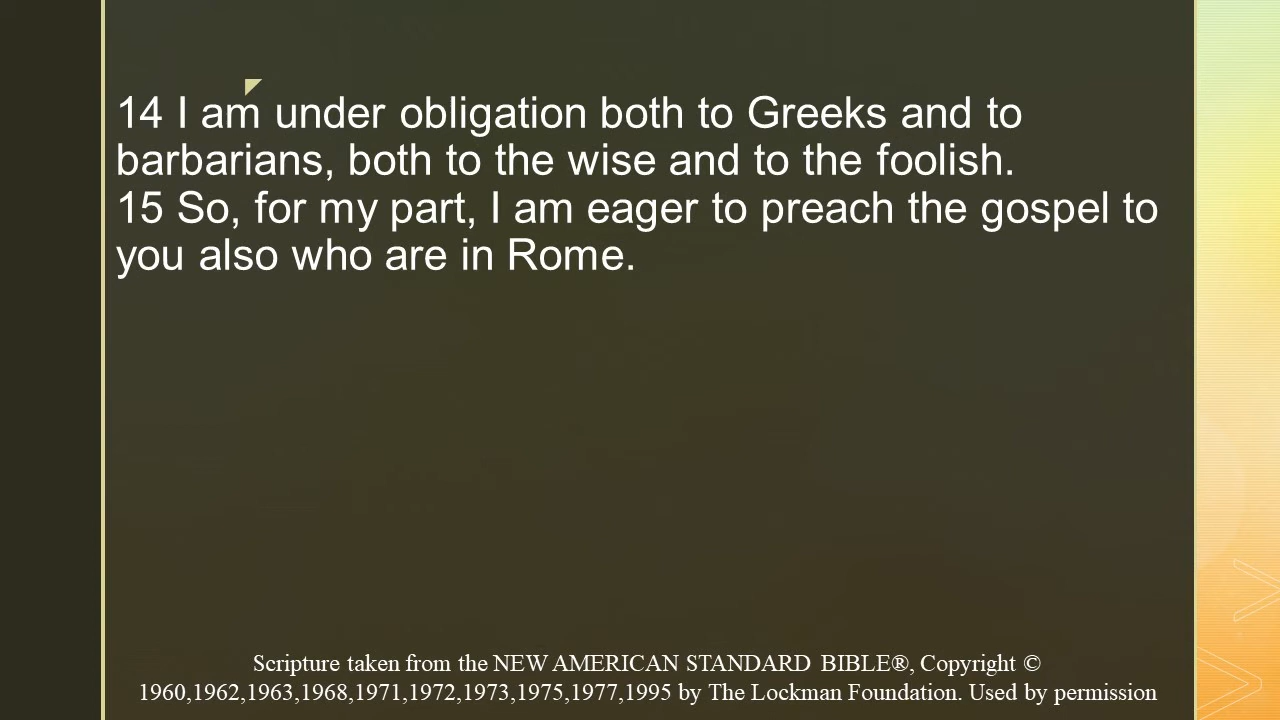 14 I am under obligation both to Greeks and to
barbarians, both to the wise and to the foolish.
15 So, for my part, I am eager to preach the gospel to
you also who are in Rome.
Scripture taken from the NEW AMERICAN STANDARD BIBLE®, Copyright ©
1960,1962,1963,1968,1971,1972,1973,1975,1977,1995 by The Lockman Foundation. Used by permission